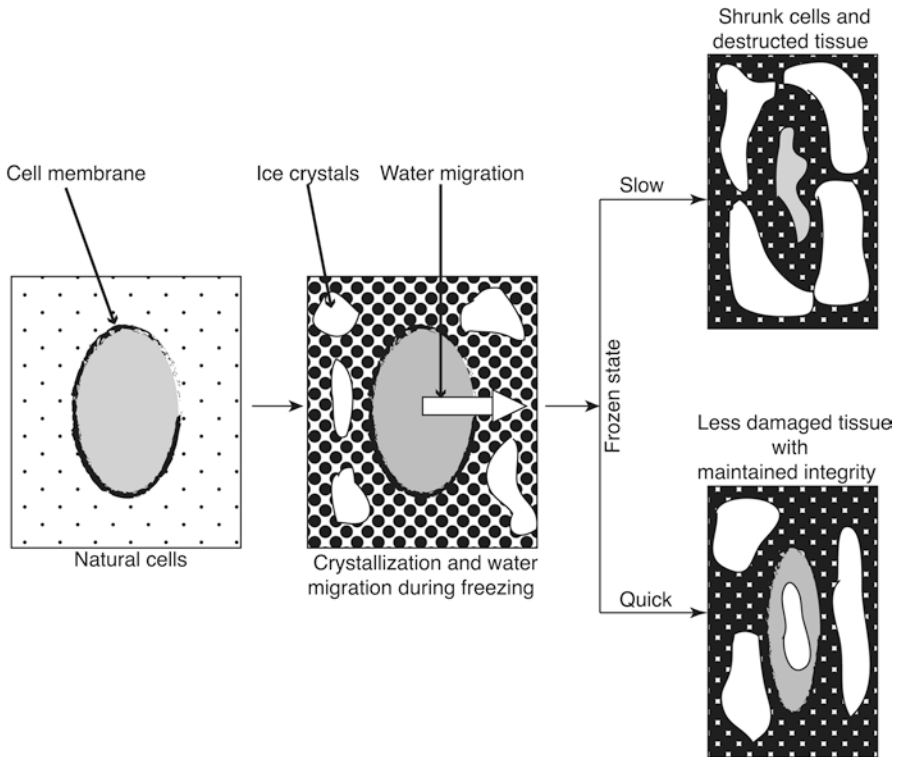 Shrunk cells and
destructed tissue
Cell membrane
Ice crystals
Water migration
Slow
Frozen state
Less damaged tissue
with
maintained integrity
Natural cells
Crystallization and water
migration during freezing
Quick